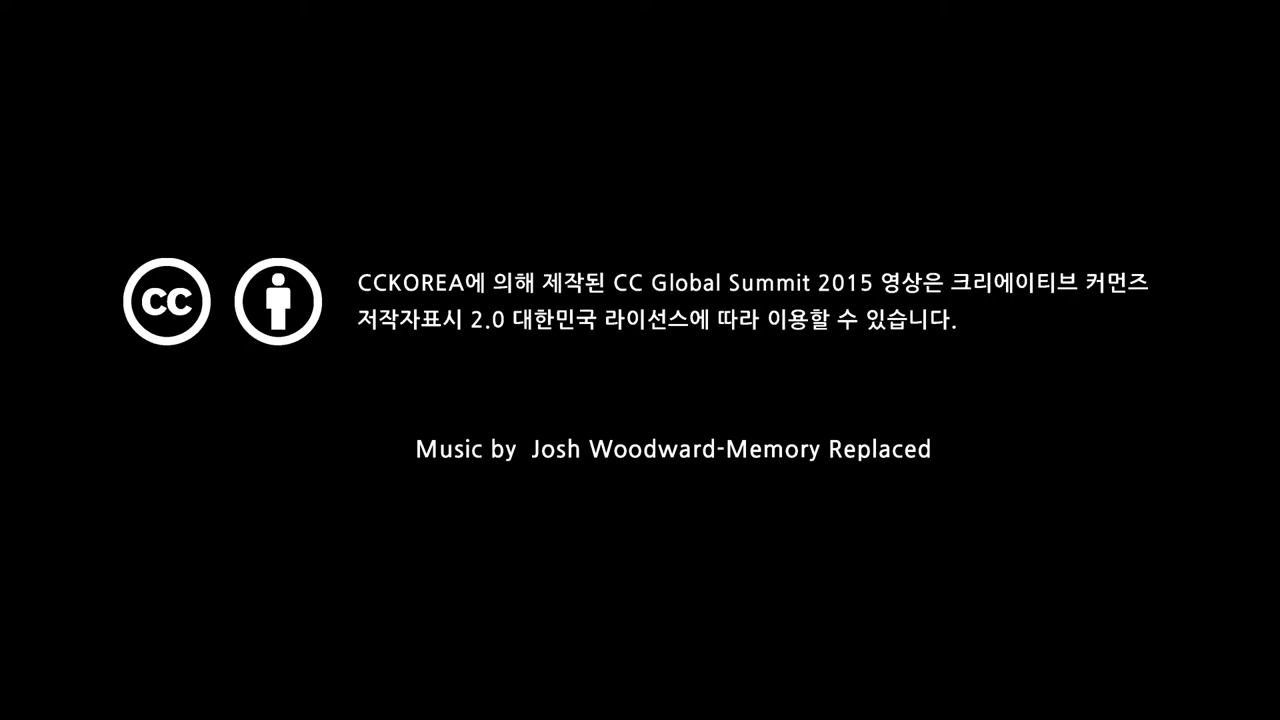 CC
CCKOREA에 의해 제작된 CC Global Summit 2015 영상은 크리에이티브 커먼즈
저작자표시 2.0 대한민국 라이선스에 따라 이용할 수 있습니다.
Music by  Josh Woodward-Memory Replaced